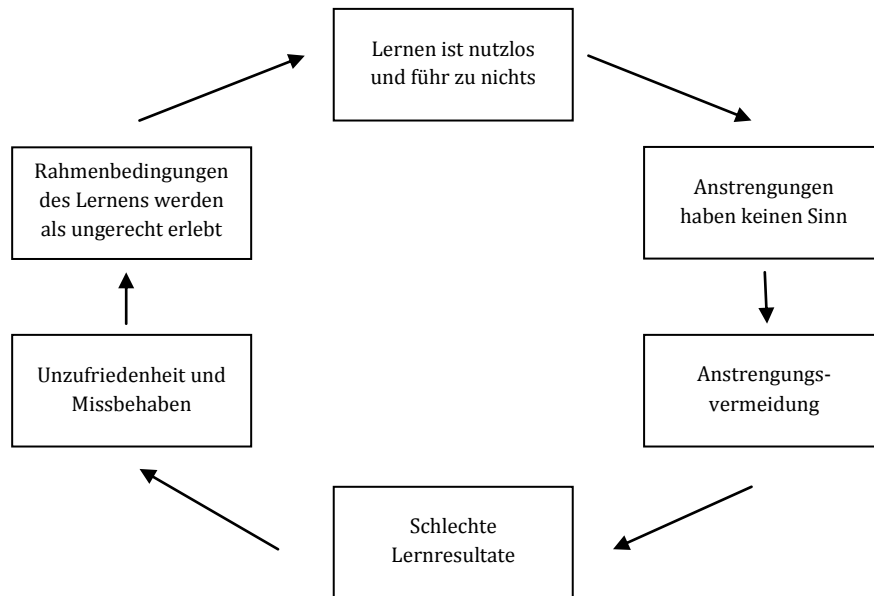 Lernen ist nutzlos
und führ zu nichts
Anstrengungen
haben keinen Sinn
Anstrengungs-
vermeidung
Schlechte
Lernresultate
Unzufriedenheit und
Missbehaben
Rahmenbedingungen
des Lernens werden
als ungerecht erlebt